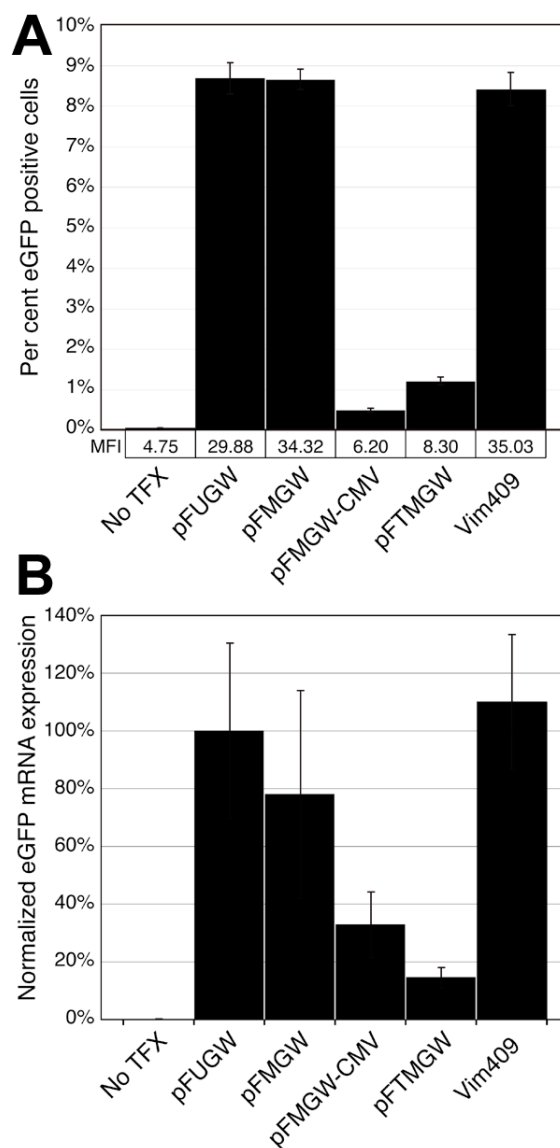 A
Per cent eGFP positive cells
10%
9%
8%
7%
6%
5%
4%
3%
2%
1%
0%
MFI 4.75 29.88 34.32 6.20 8.30 35.03
No TFX pFUGW pFMGW pFMGW-CMV pFTMGW Vim409
B
Normalized eGFP mRNA expression
140%
120%
100%
80%
60%
40%
20%
0%
No TFX pFUGW pFMGW pFMGW-CMV pFTMGW Vim409